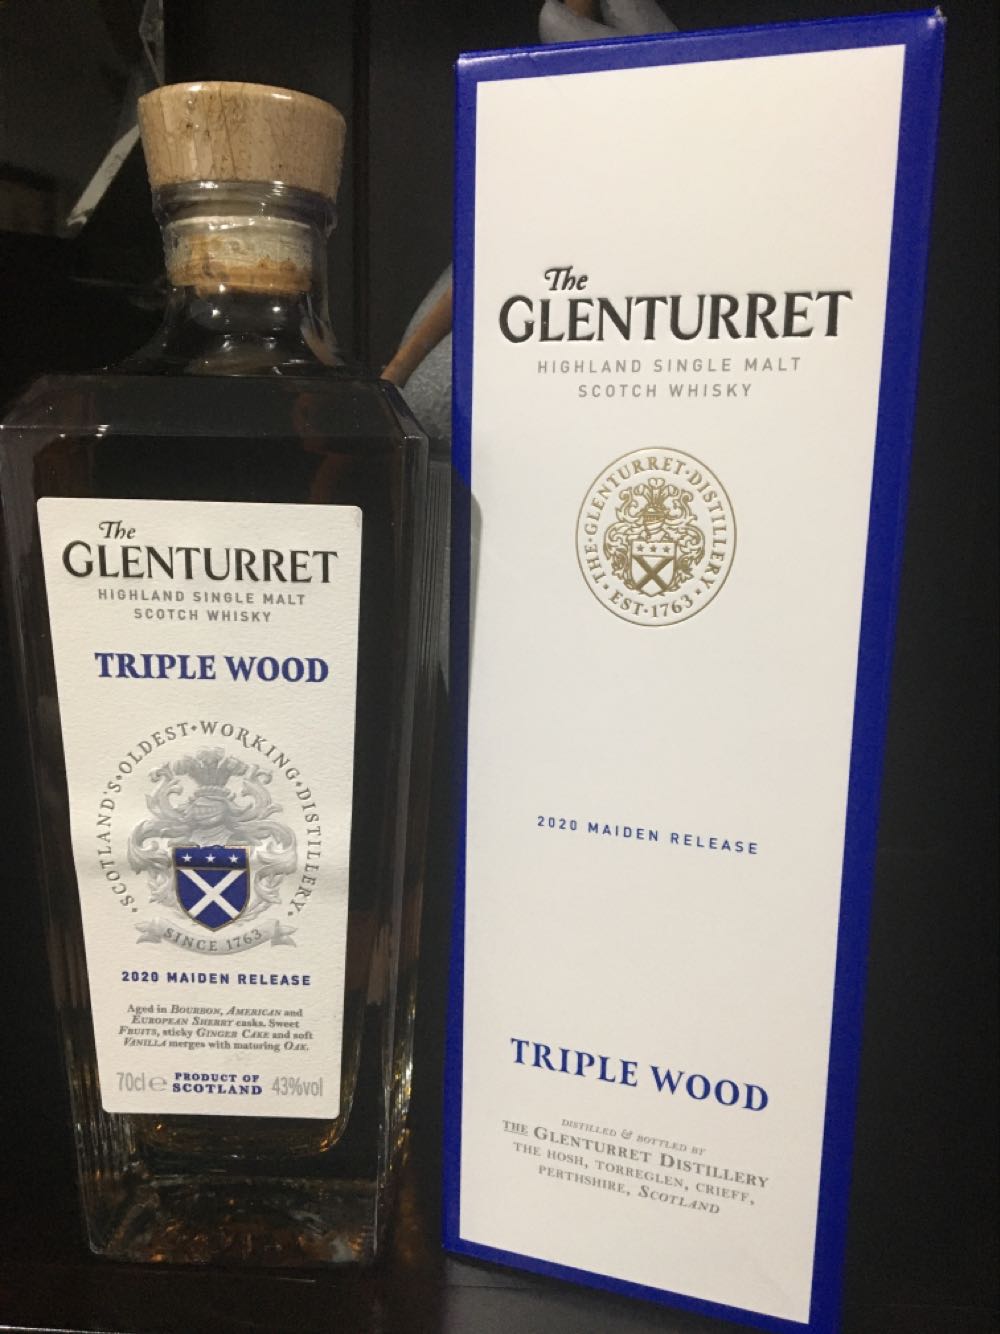 The
GLENTURRET
HIGHLAND SINGLE MALT
SCOTCH WHISKY
TRIPLE WOOD
·SCOTLAND'S·OLDEST·WORKING·DISTILLERY·
SINCE 1763
2020 MAIDEN RELEASE
Aged in BOURBON, AMERICAN and
EUROPEAN SHERRY casks. Sweet
FRUITS, sticky GINGER CAKE and soft
VANILLA merges with maturing OAK.
70cl e PRODUCT OF SCOTLAND 43%vol
The
GLENTURRET
HIGHLAND SINGLE MALT
SCOTCH WHISKY
THE·GLENTURRET·DISTILLERY
·EST·1763·
2020 MAIDEN RELEASE
TRIPLE WOOD
DISTILLED & BOTTLED BY
THE GLENTURRET DISTILLERY
THE HOSH, TORREGLEN, CRIEFF,
PERTHSHIRE, SCOTLAND